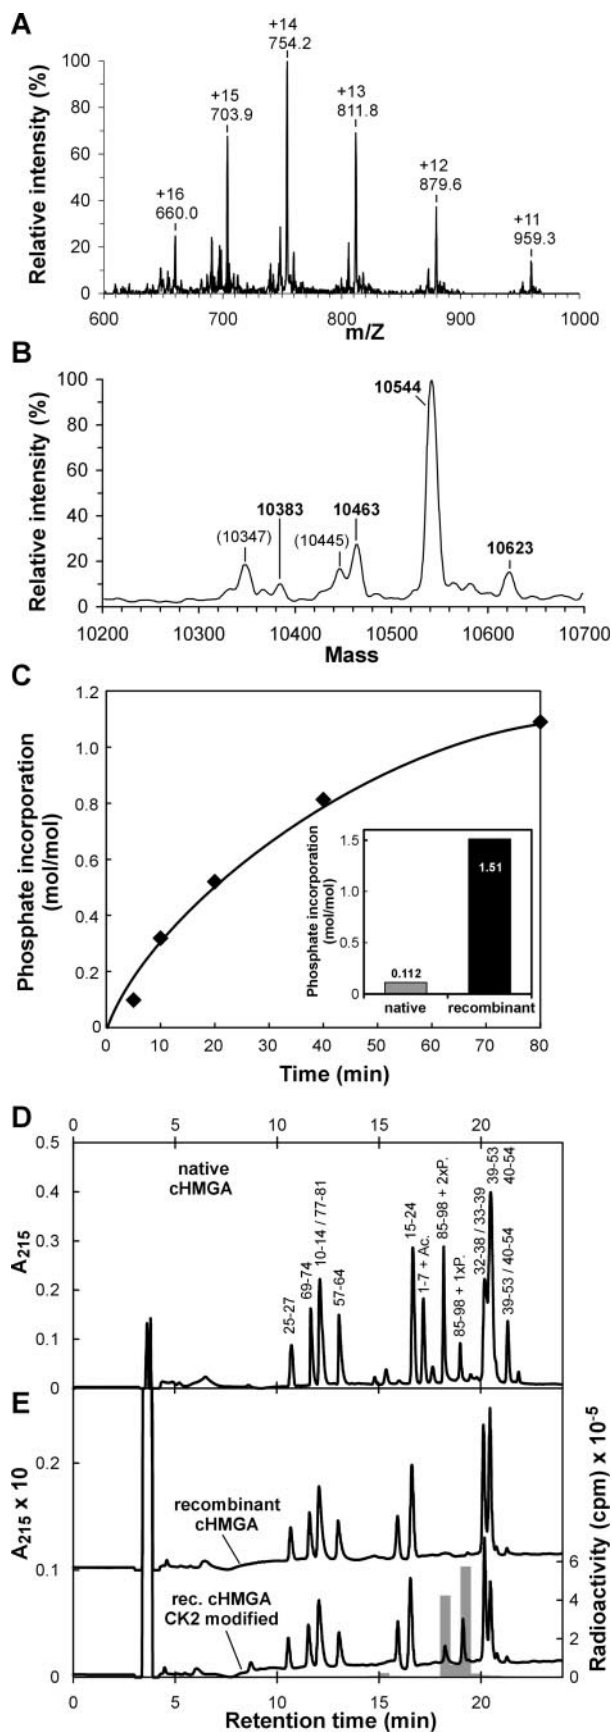 A
Relative intensity (%)
100
80
60
40
20
0
+16
660.0
+15
703.9
+14
754.2
+13
811.8
+12
879.6
+11
959.3
600
700
800
900
1000
m/Z
B
Relative intensity (%)
100
80
60
40
20
0
(10347)
10383
(10445)
10463
10544
10623
10200
10300
10400
10500
10600
10700
Mass
C
Phosphate incorporation
(mol/mol)
1.2
1.0
0.8
0.6
0.4
0.2
0
0
10
20
30
40
50
60
70
80
Time (min)
Phosphate incorporation
(mol/mol)
1.5
1.0
0.5
0
0.112
1.51
native
recombinant
D
0
5
10
15
20
A215
0.5
0.4
0.3
0.2
0.1
0
native
cHMGA
25-27
69-74
10-14 / 77-81
57-64
15-24
1-7 + Ac.
85-98 + 2xP.
85-98 + 1xP.
32-38 / 33-39
39-53
40-54
39-53 / 40-54
E
A215 x 10
0.2
0.1
0
recombinant
cHMGA
rec. cHMGA
CK2 modified
6
4
2
0
Radioactivity (cpm) x 10-5
0
5
10
15
20
Retention time (min)